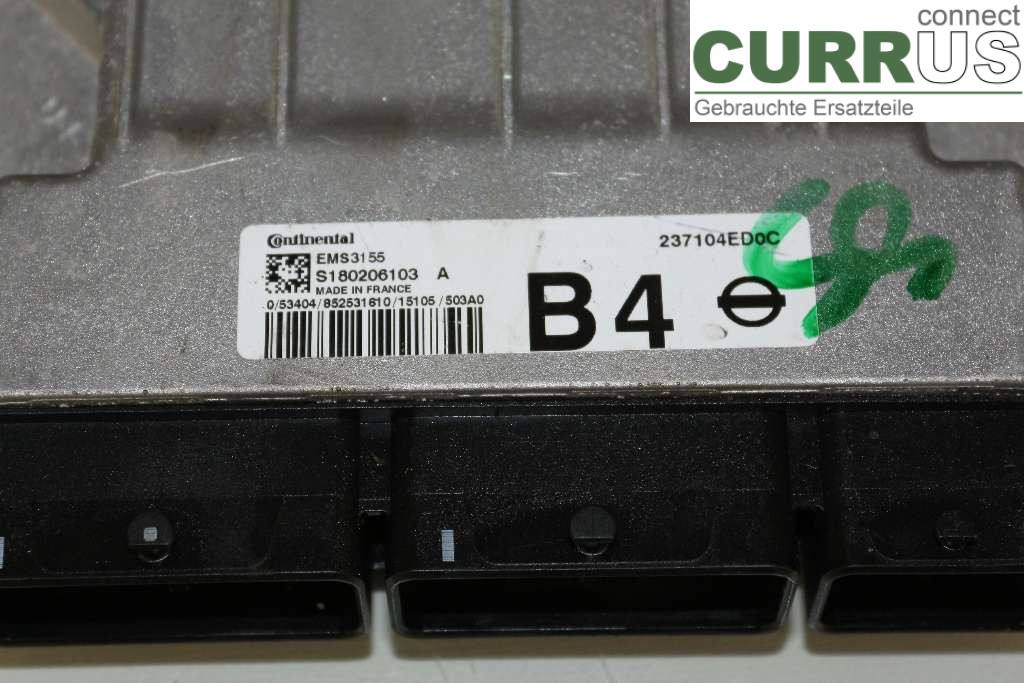 connect
CURRUS
Gebrauchte Ersatzteile
Continental
237104ED0C
EMS3155
S180206103 A
MADE IN FRANCE
0/53404/852531610/15105/503A0
B4